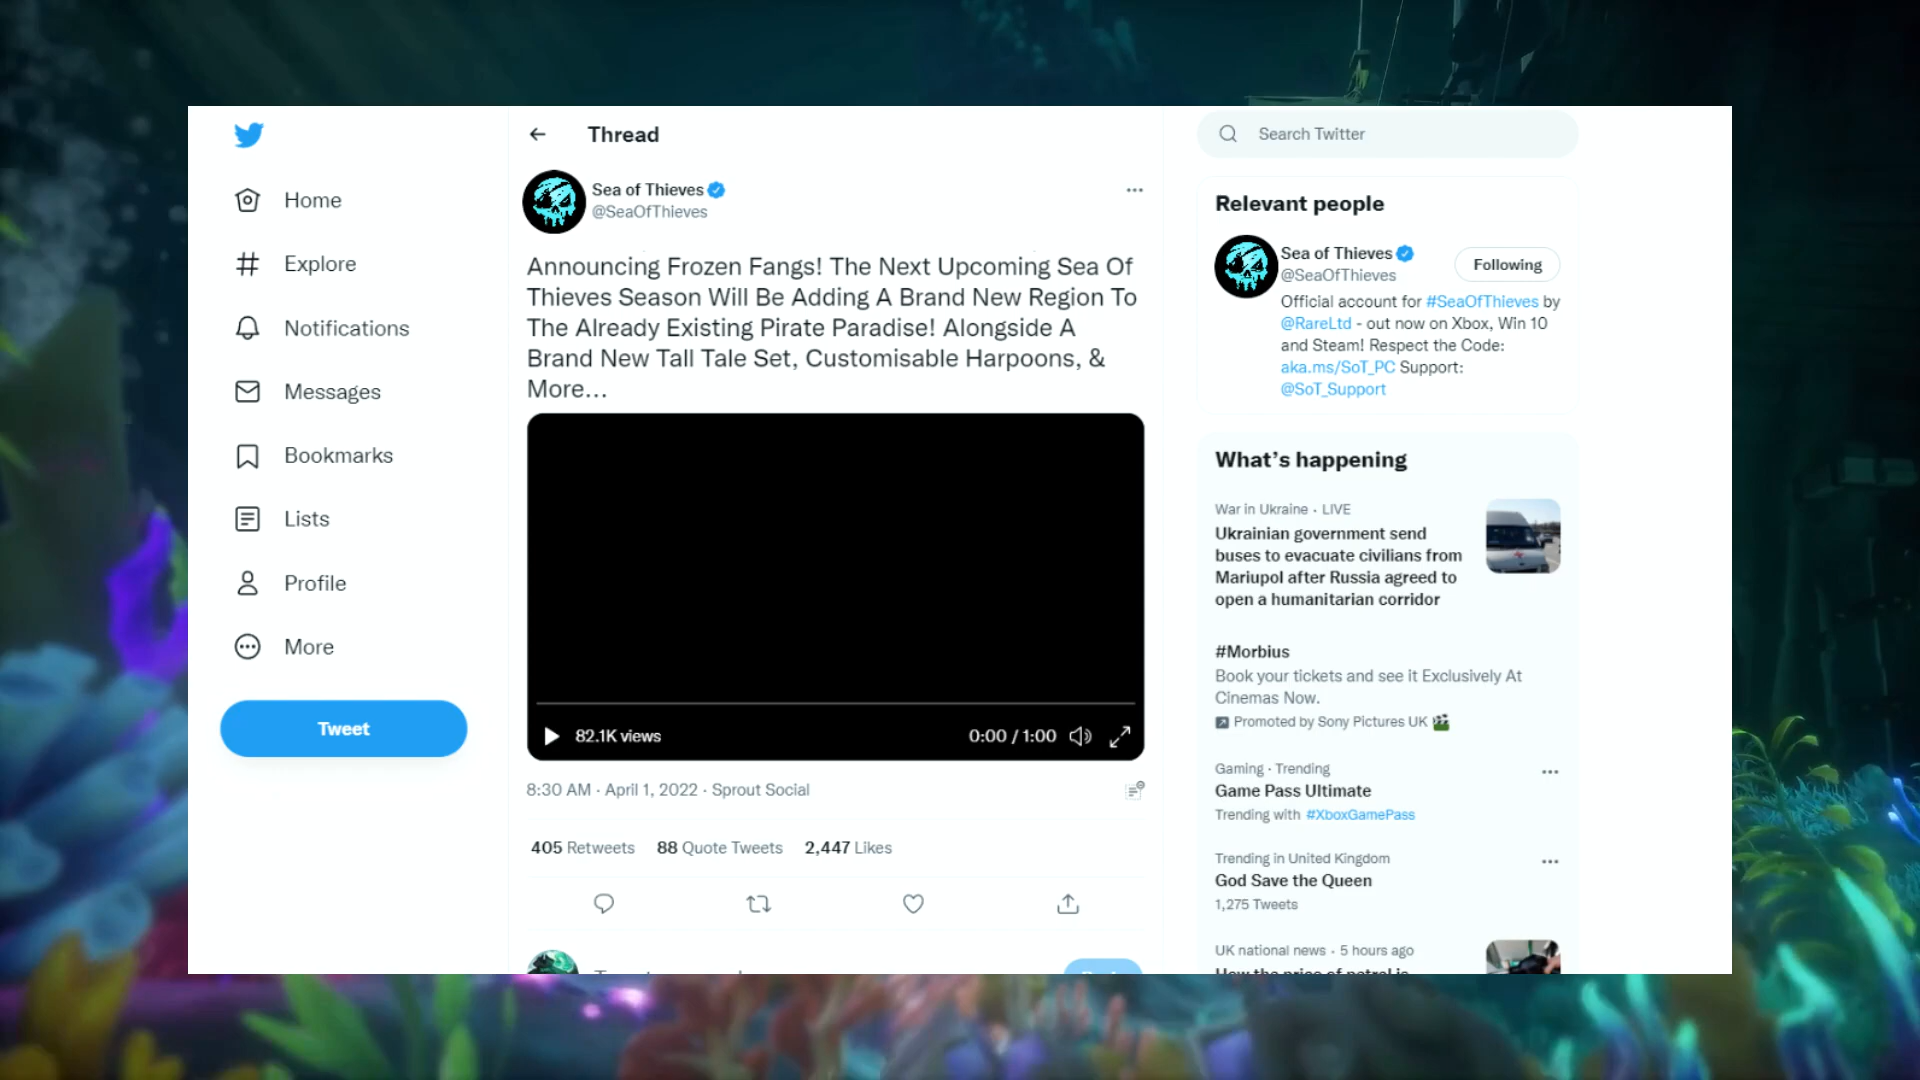 Home
Explore
Notifications
Messages
Bookmarks
Lists
Profile
More
Tweet
Thread
Sea of Thieves
@SeaOfThieves
Announcing Frozen Fangs! The Next Upcoming Sea Of
Thieves Season Will Be Adding A Brand New Region To
The Already Existing Pirate Paradise! Alongside A
Brand New Tall Tale Set, Customisable Harpoons, &
More...
82.1K views
0:00 / 1:00
8:30 AM · April 1, 2022 · Sprout Social
405 Retweets 88 Quote Tweets 2,447 Likes
Search Twitter
Relevant people
Sea of Thieves
@SeaOfThieves
Following
Official account for #SeaOfThieves by
@RareLtd - out now on Xbox, Win 10
and Steam! Respect the Code:
aka.ms/SoT_PC Support:
@SoT_Support
What's happening
War in Ukraine · LIVE
Ukrainian government send
buses to evacuate civilians from
Mariupol after Russia agreed to
open a humanitarian corridor
#Morbius
Book your tickets and see it Exclusively At
Cinemas Now.
Promoted by Sony Pictures UK
Gaming · Trending
Game Pass Ultimate
Trending with #XboxGamePass
Trending in United Kingdom
God Save the Queen
1,275 Tweets
UK national news · 5 hours ago
How the price of petrol is